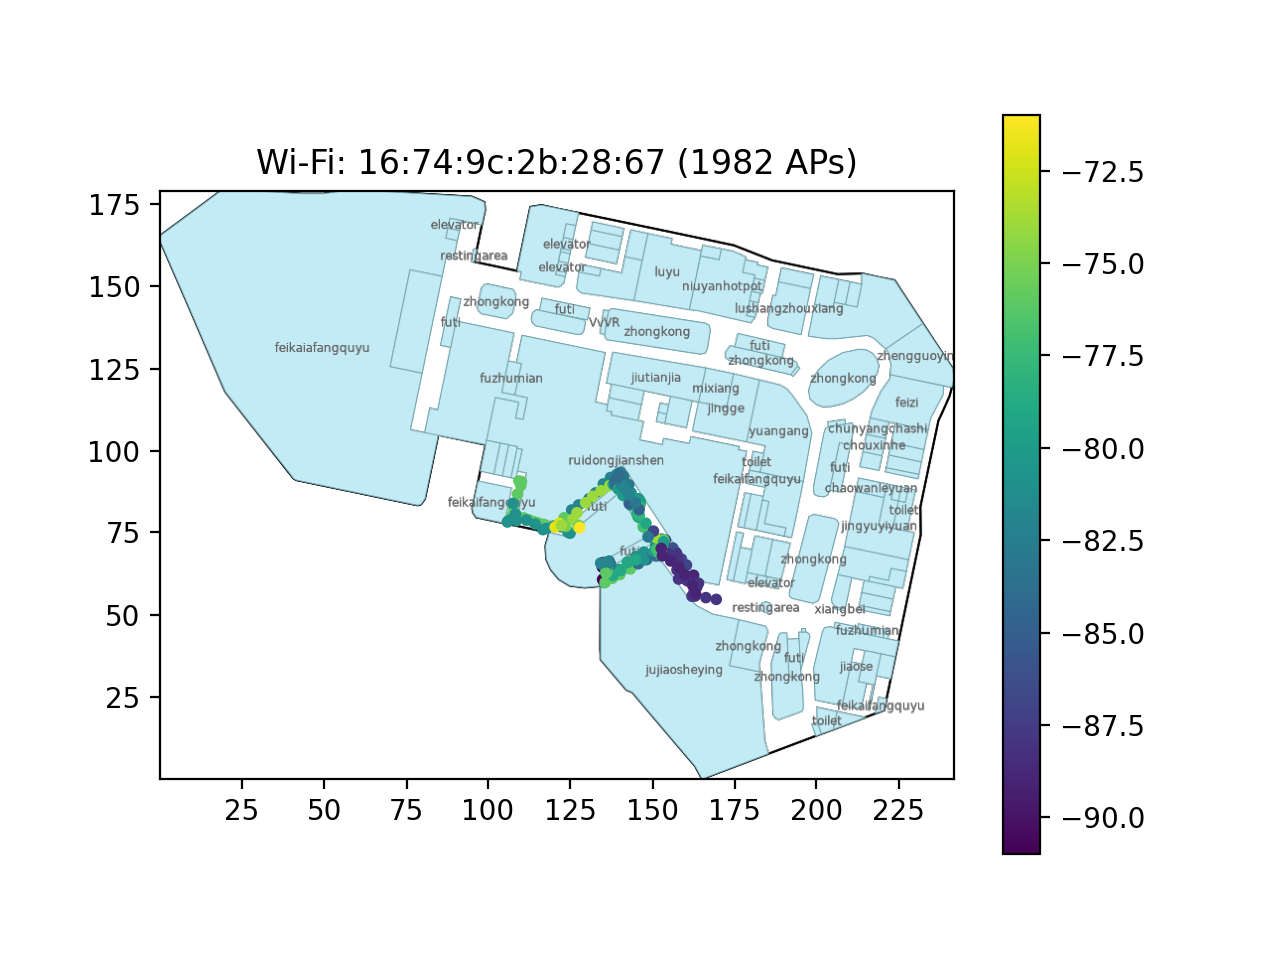 Wi-Fi: 16:74:9c:2b:28:67 (1982 APs)
175
150
125
100
75
50
25
25
50
75
100
125
150
175
200
225
−72.5
−75.0
−77.5
−80.0
−82.5
−85.0
−87.5
−90.0
elevator
restingarea
elevator
elevator
luyu
niuyanhotpot
zhongkong
futi
futi
VvVR
zhongkong
lushangzhouxiang
feikaiafangquyu
futi
zhongkong
zhengguoyin
fuzhumian
jiutianjia
mixiang
zhongkong
jingge
feizi
yuangang
chunyangchashi
chouxinhe
ruidongjianshen
toilet
futi
feikaifangquyu
chaowanleyuan
futi
toilet
jingyuyiyuan
zhongkong
elevator
restingarea
xiangbei
fuzhumian
zhongkong
futi
jiaose
jujiaosheying
zhongkong
feikaifangquyu
toilet